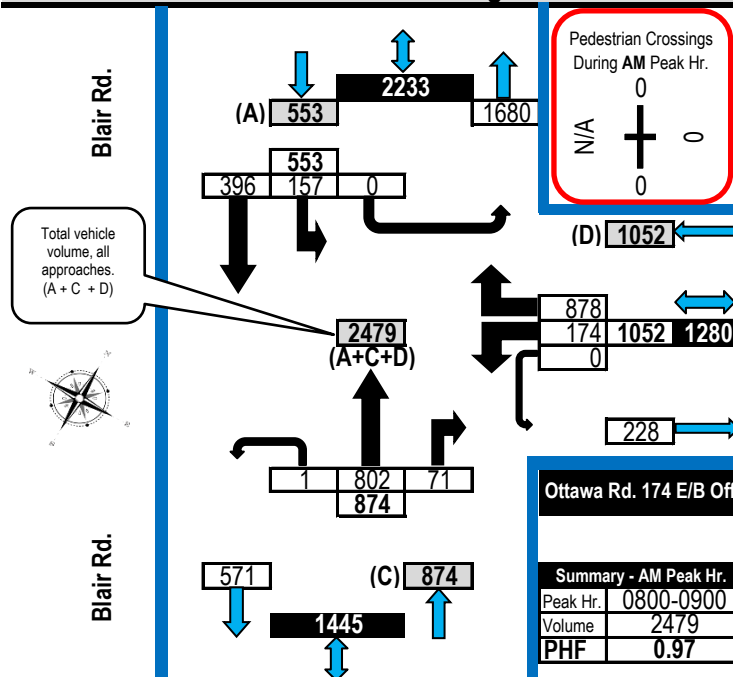 Blair Rd.
Pedestrian Crossings
During AM Peak Hr.
0
N/A
0
0
2233
(A) 553
1680
553
396 157 0
Total vehicle
volume, all
approaches.
(A + C + D)
(D) 1052
2479
(A+C+D)
878
174 1052 1280
0
228
1 802 71
874
Blair Rd.
571
(C) 874
1445
Ottawa Rd. 174 E/B Off
Summary - AM Peak Hr.
Peak Hr. 0800-0900
Volume 2479
PHF 0.97